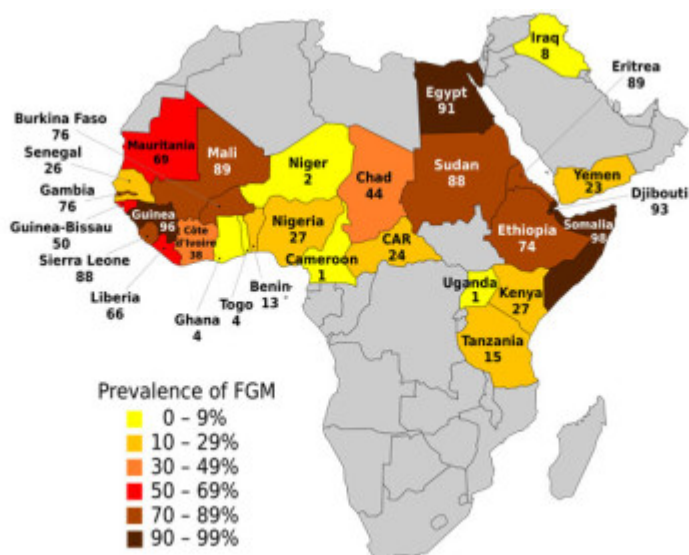 Iraq
8
Eritrea
89
Egypt
91
Burkina Faso
76
Mauritania
69
Mali
89
Senegal
26
Niger
2
Chad
44
Sudan
88
Yemen
23
Gambia
76
Djibouti
93
Guinea
96
Guinea-Bissau
50
Côte
d'Ivoire
38
Nigeria
27
Somalia
98
Ethiopia
74
CAR
24
Sierra Leone
88
Cameroon
1
Benin
13
Uganda
1
Kenya
27
Liberia
66
Togo
4
Ghana
4
Tanzania
15
Prevalence of FGM
0 – 9%
10 – 29%
30 – 49%
50 – 69%
70 – 89%
90 – 99%